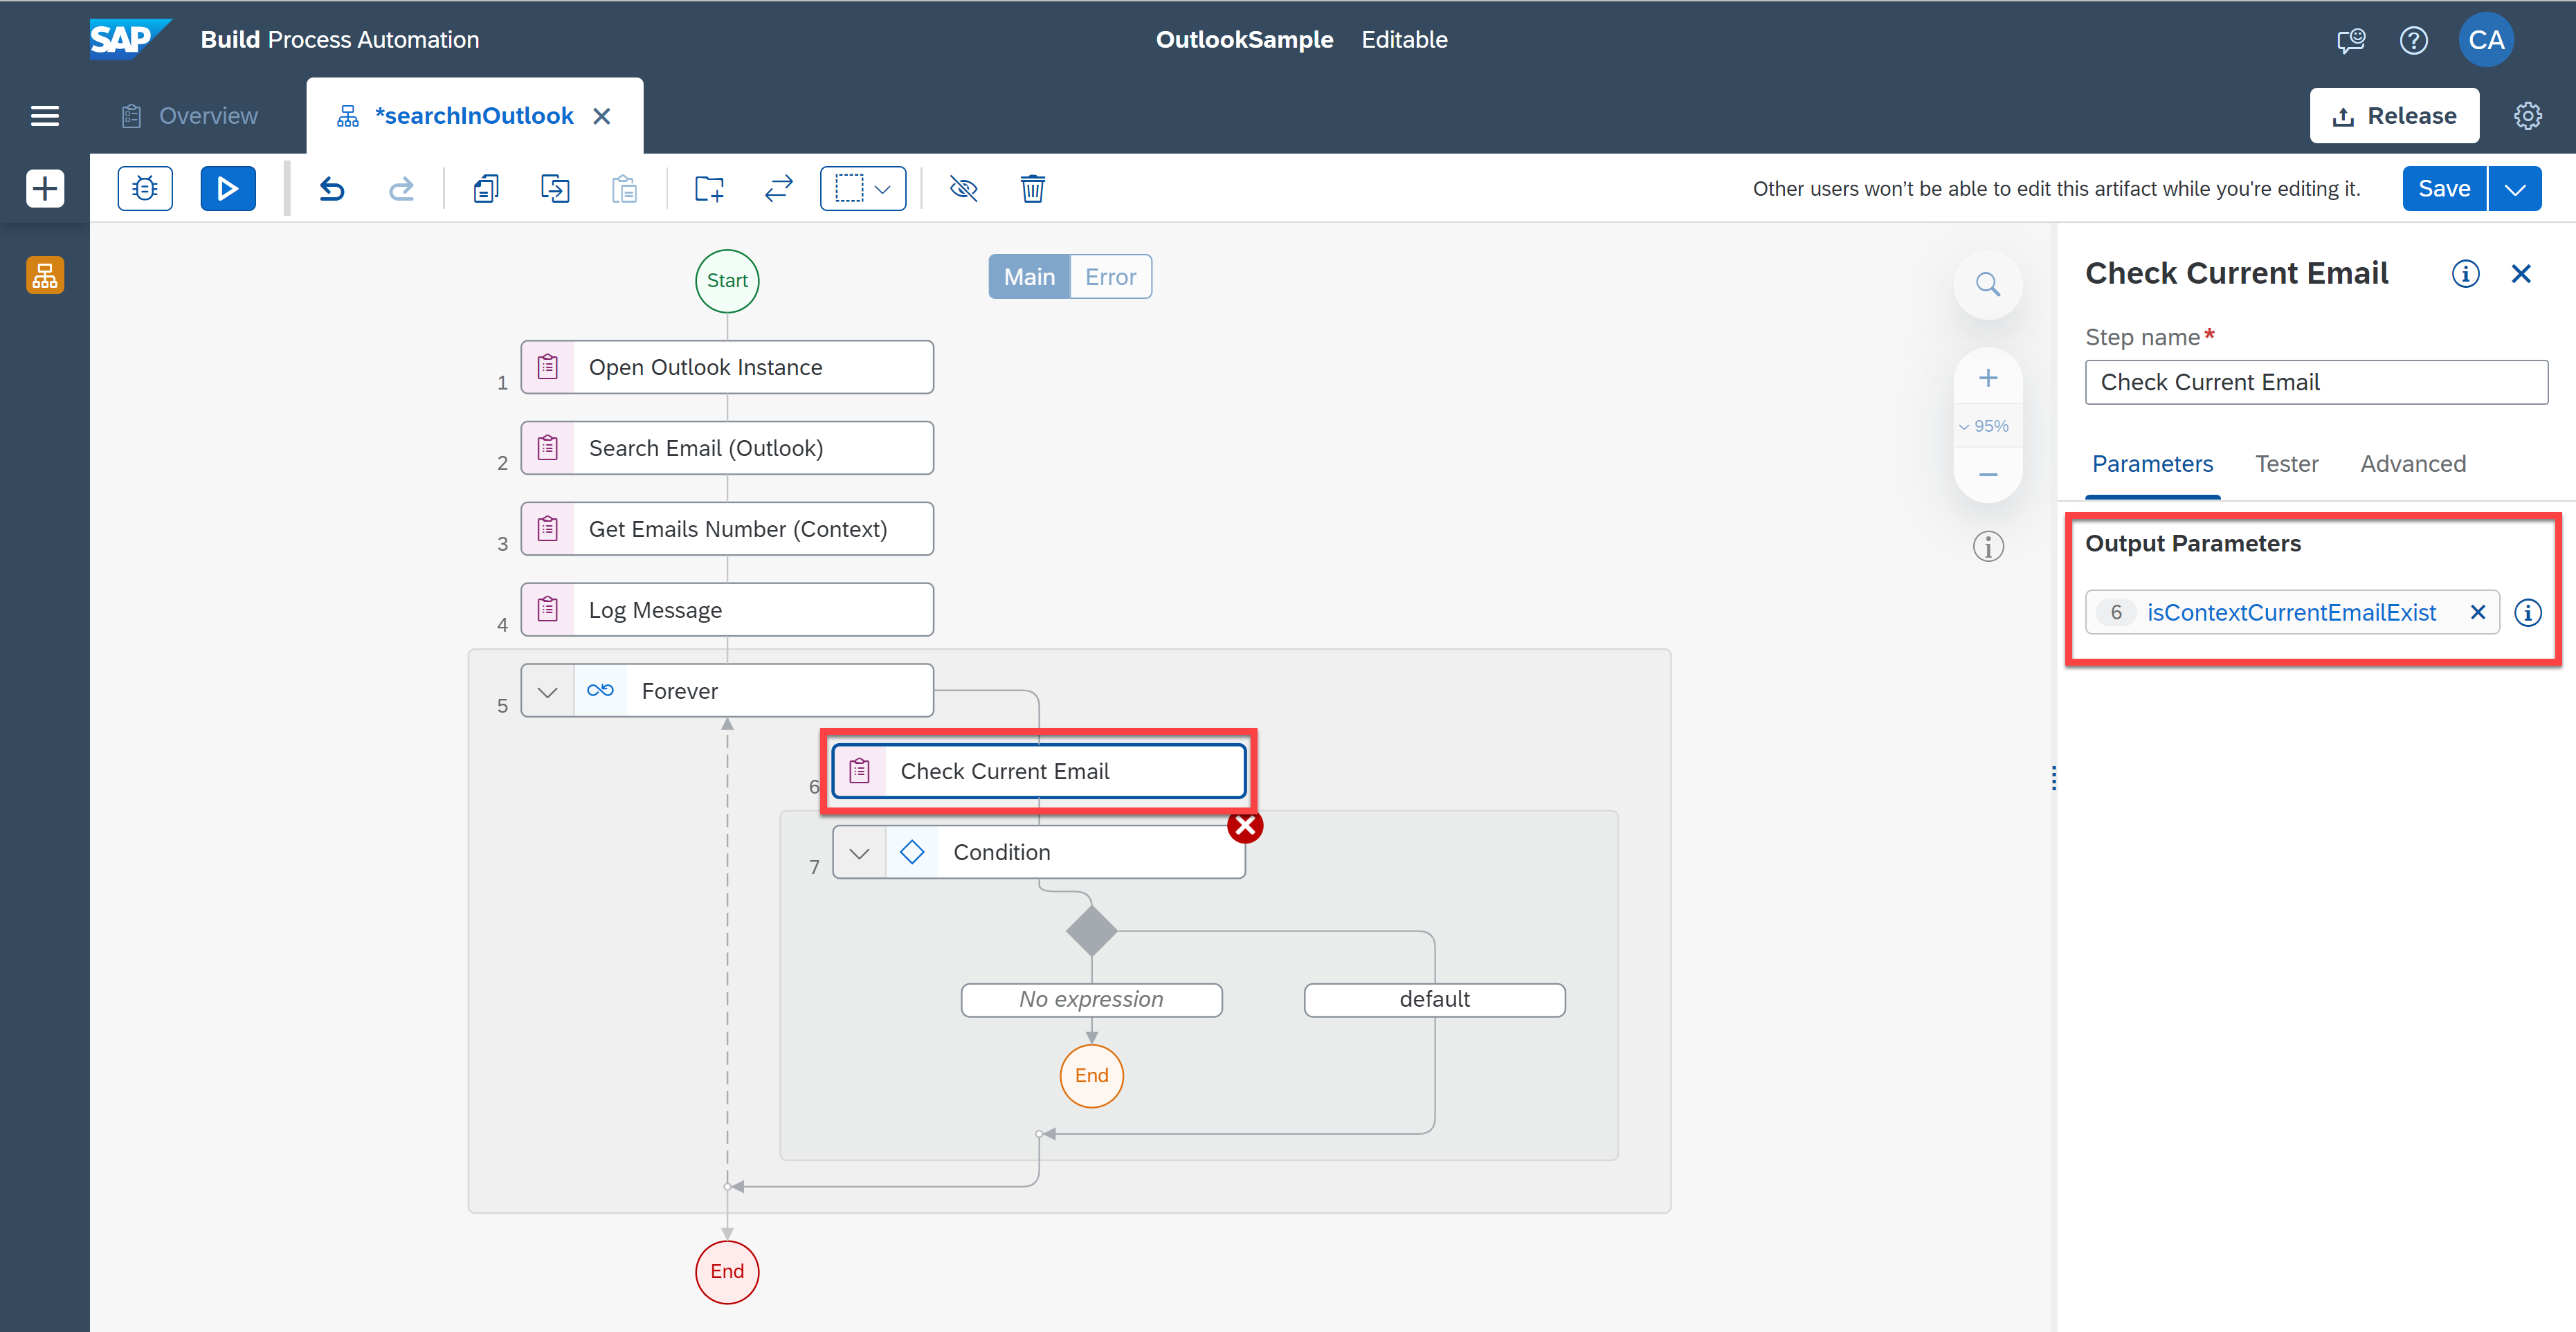 SAP Build Process Automation
OutlookSample Editable
CA
Overview
*searchInOutlook
Release
Other users won't be able to edit this artifact while you're editing it.
Save
Start
Main Error
1 Open Outlook Instance
2 Search Email (Outlook)
3 Get Emails Number (Context)
4 Log Message
5 Forever
6 Check Current Email
7 Condition
No expression
default
End
End
95%
Check Current Email
Step name*
Check Current Email
Parameters Tester Advanced
Output Parameters
6 isContextCurrentEmailExist